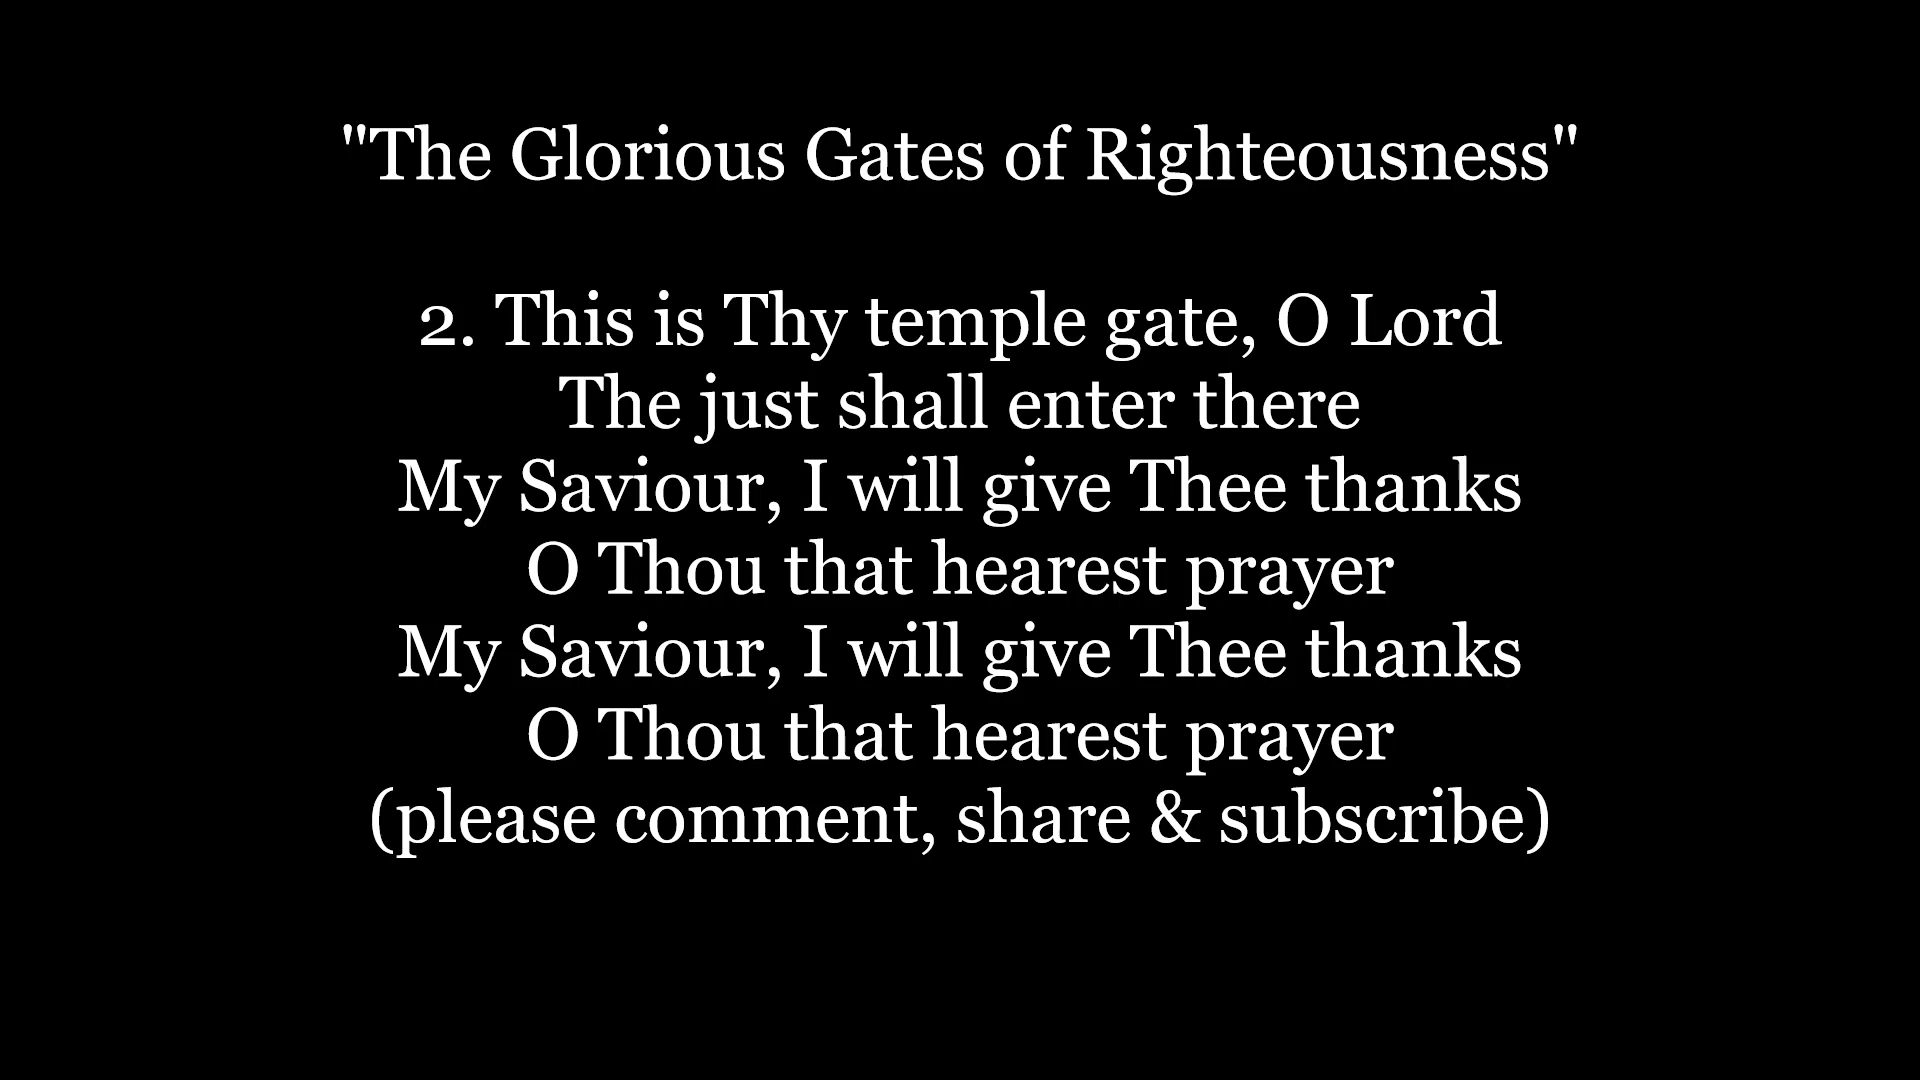 "The Glorious Gates of Righteousness"
2. This is Thy temple gate, O Lord
The just shall enter there
My Saviour, I will give Thee thanks
O Thou that hearest prayer
My Saviour, I will give Thee thanks
O Thou that hearest prayer
(please comment, share & subscribe)